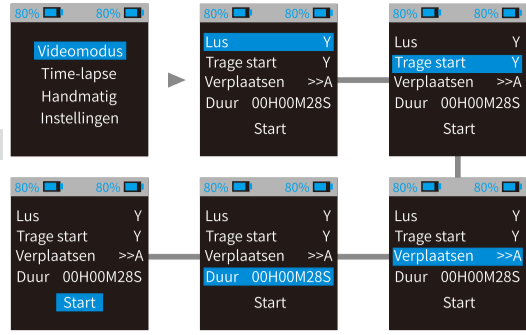 80% 80%
Videomodus
Time-lapse
Handmatig
Instellingen
80% 80%
Lus Y
Trage start Y
Verplaatsen >>A
Duur 00H00M28S
Start
80% 80%
Lus Y
Trage start Y
Verplaatsen >>A
Duur 00H00M28S
Start
80% 80%
Lus Y
Trage start Y
Verplaatsen >>A
Duur 00H00M28S
Start
80% 80%
Lus Y
Trage start Y
Verplaatsen >>A
Duur 00H00M28S
Start
80% 80%
Lus Y
Trage start Y
Verplaatsen >>A
Duur 00H00M28S
Start